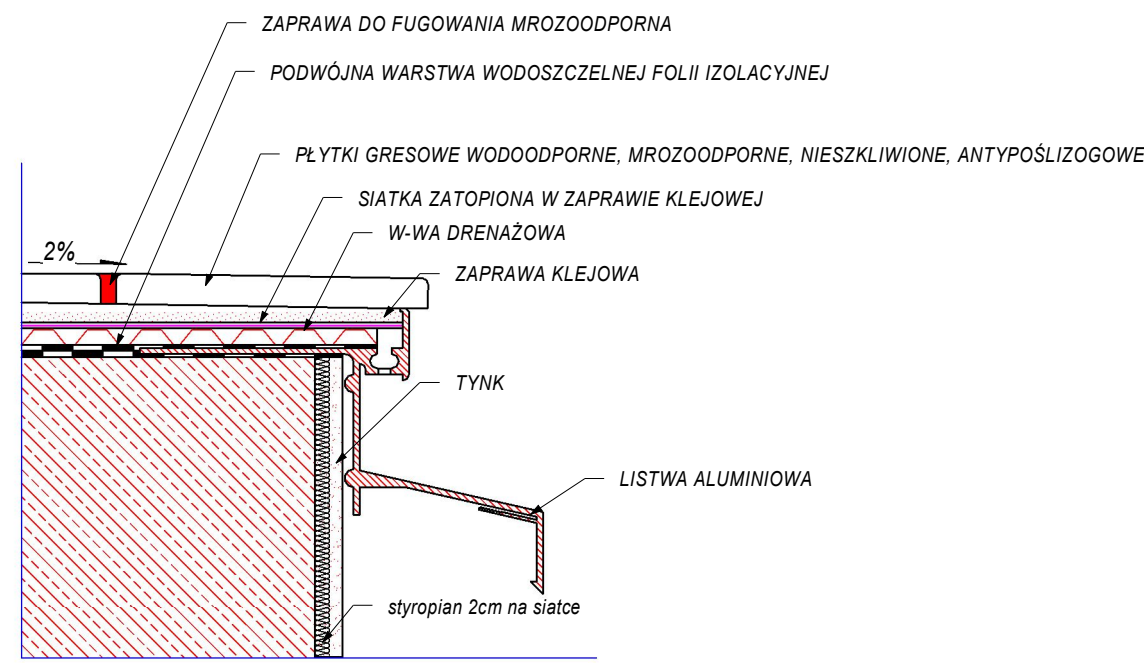 ZAPRAWA DO FUGOWANIA MROZOODPORNA
PODWÓJNA WARSTWA WODOSZCZELNEJ FOLII IZOLACYJNEJ
PŁYTKI GRESOWE WODOODPORNE, MROZOODPORNE, NIESZKLIWIONE, ANTYPOŚLIZOGOWE
SIATKA ZATOPIONA W ZAPRAWIE KLEJOWEJ
W-WA DRENAŻOWA
2%
ZAPRAWA KLEJOWA
TYNK
LISTWA ALUMINIOWA
styropian 2cm na siatce